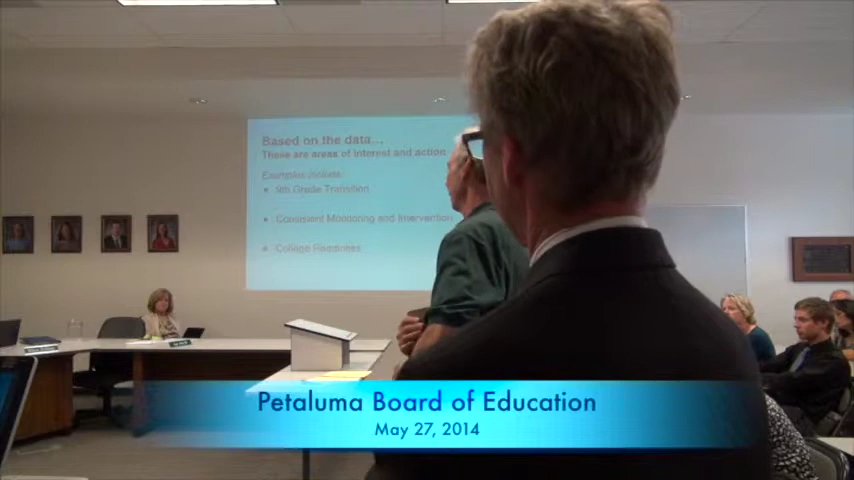 Based on the data...
These are areas of interest and action
Examples include:
• 9th Grade Transition
• Consistent Monitoring and Intervention
• College Readiness
Petaluma Board of Education
May 27, 2014